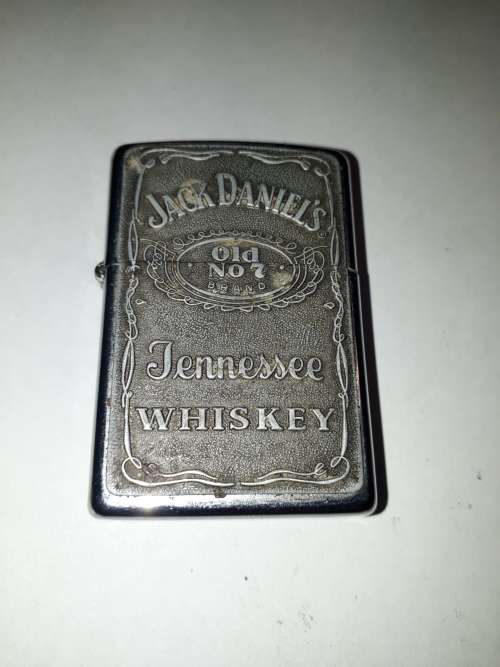 JACK DANIEL'S
Old
NO 7
BRAND
Tennessee
WHISKEY